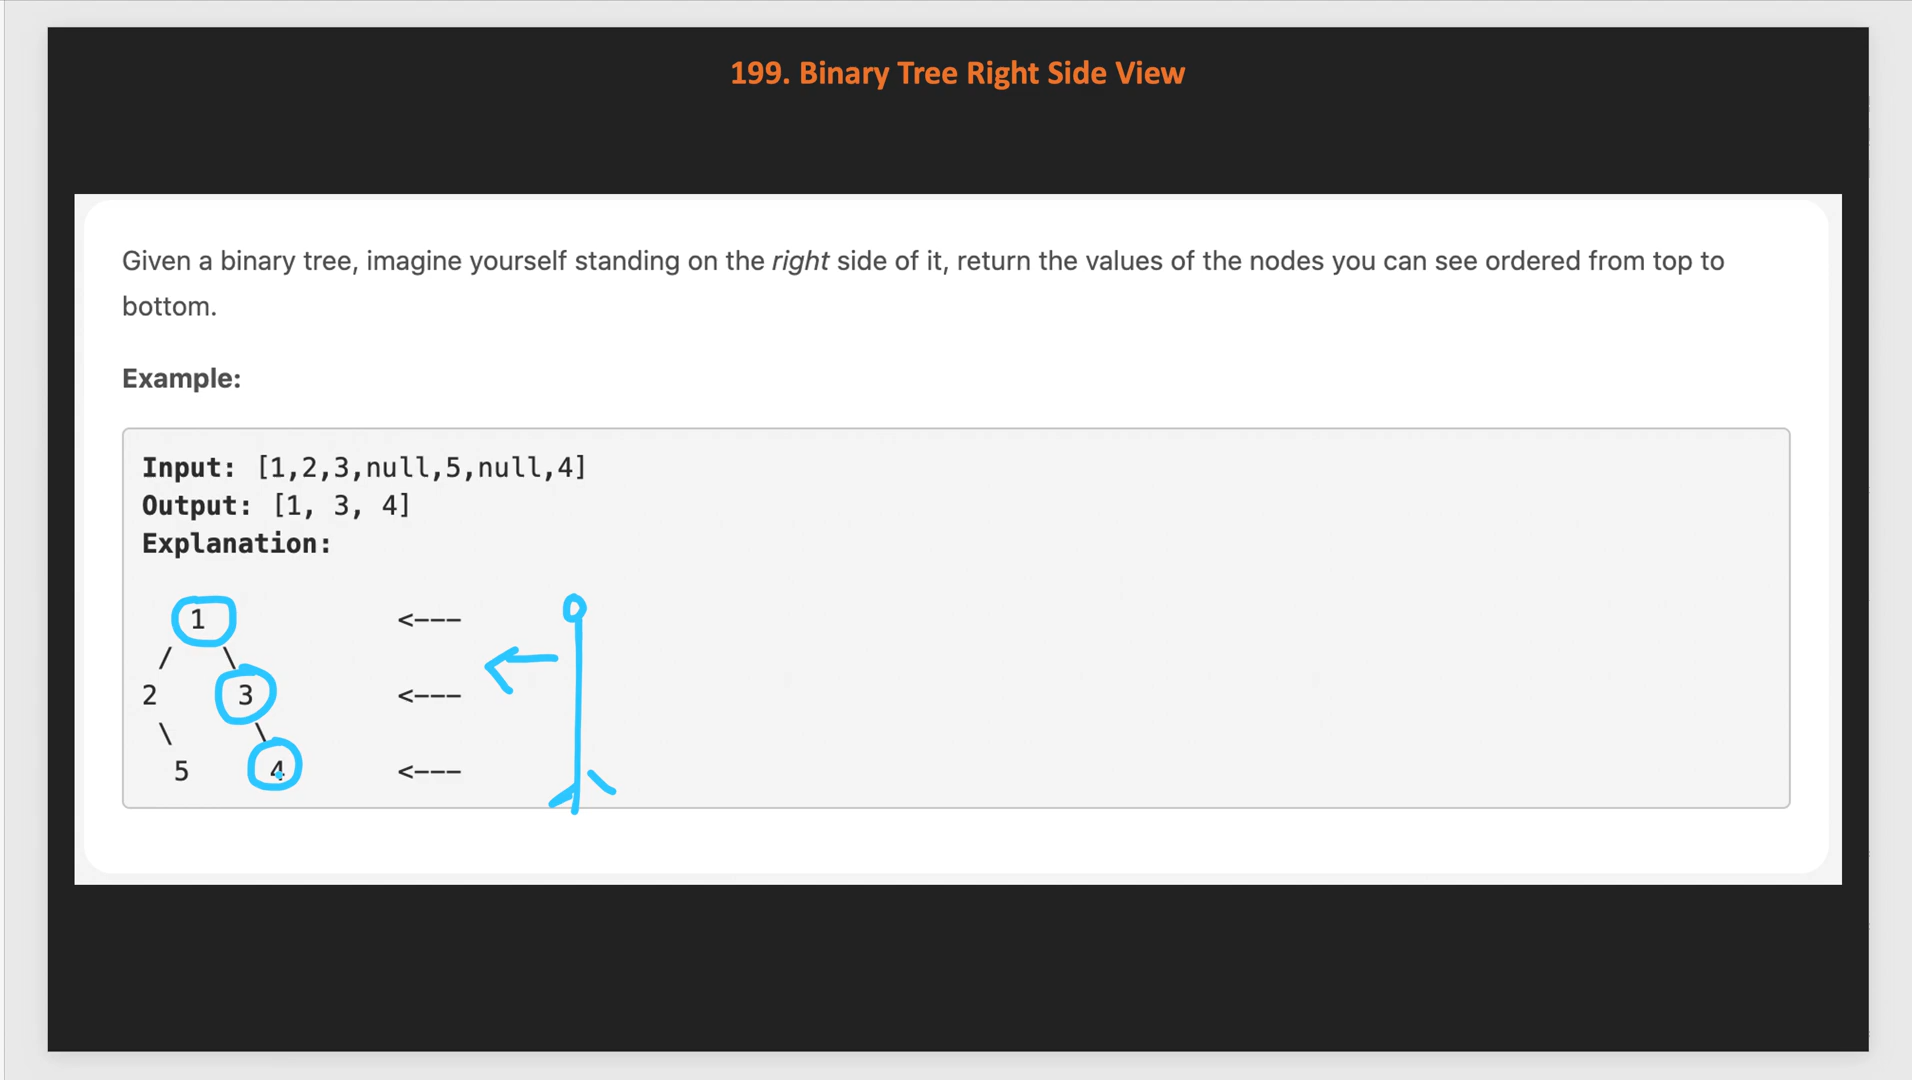 199. Binary Tree Right Side View
Given a binary tree, imagine yourself standing on the right side of it, return the values of the nodes you can see ordered from top to
bottom.
Example:
Input: [1,2,3,null,5,null,4]
Output: [1, 3, 4]
Explanation:
1 <---
/ \
2 3 <---
\ \
5 4 <---